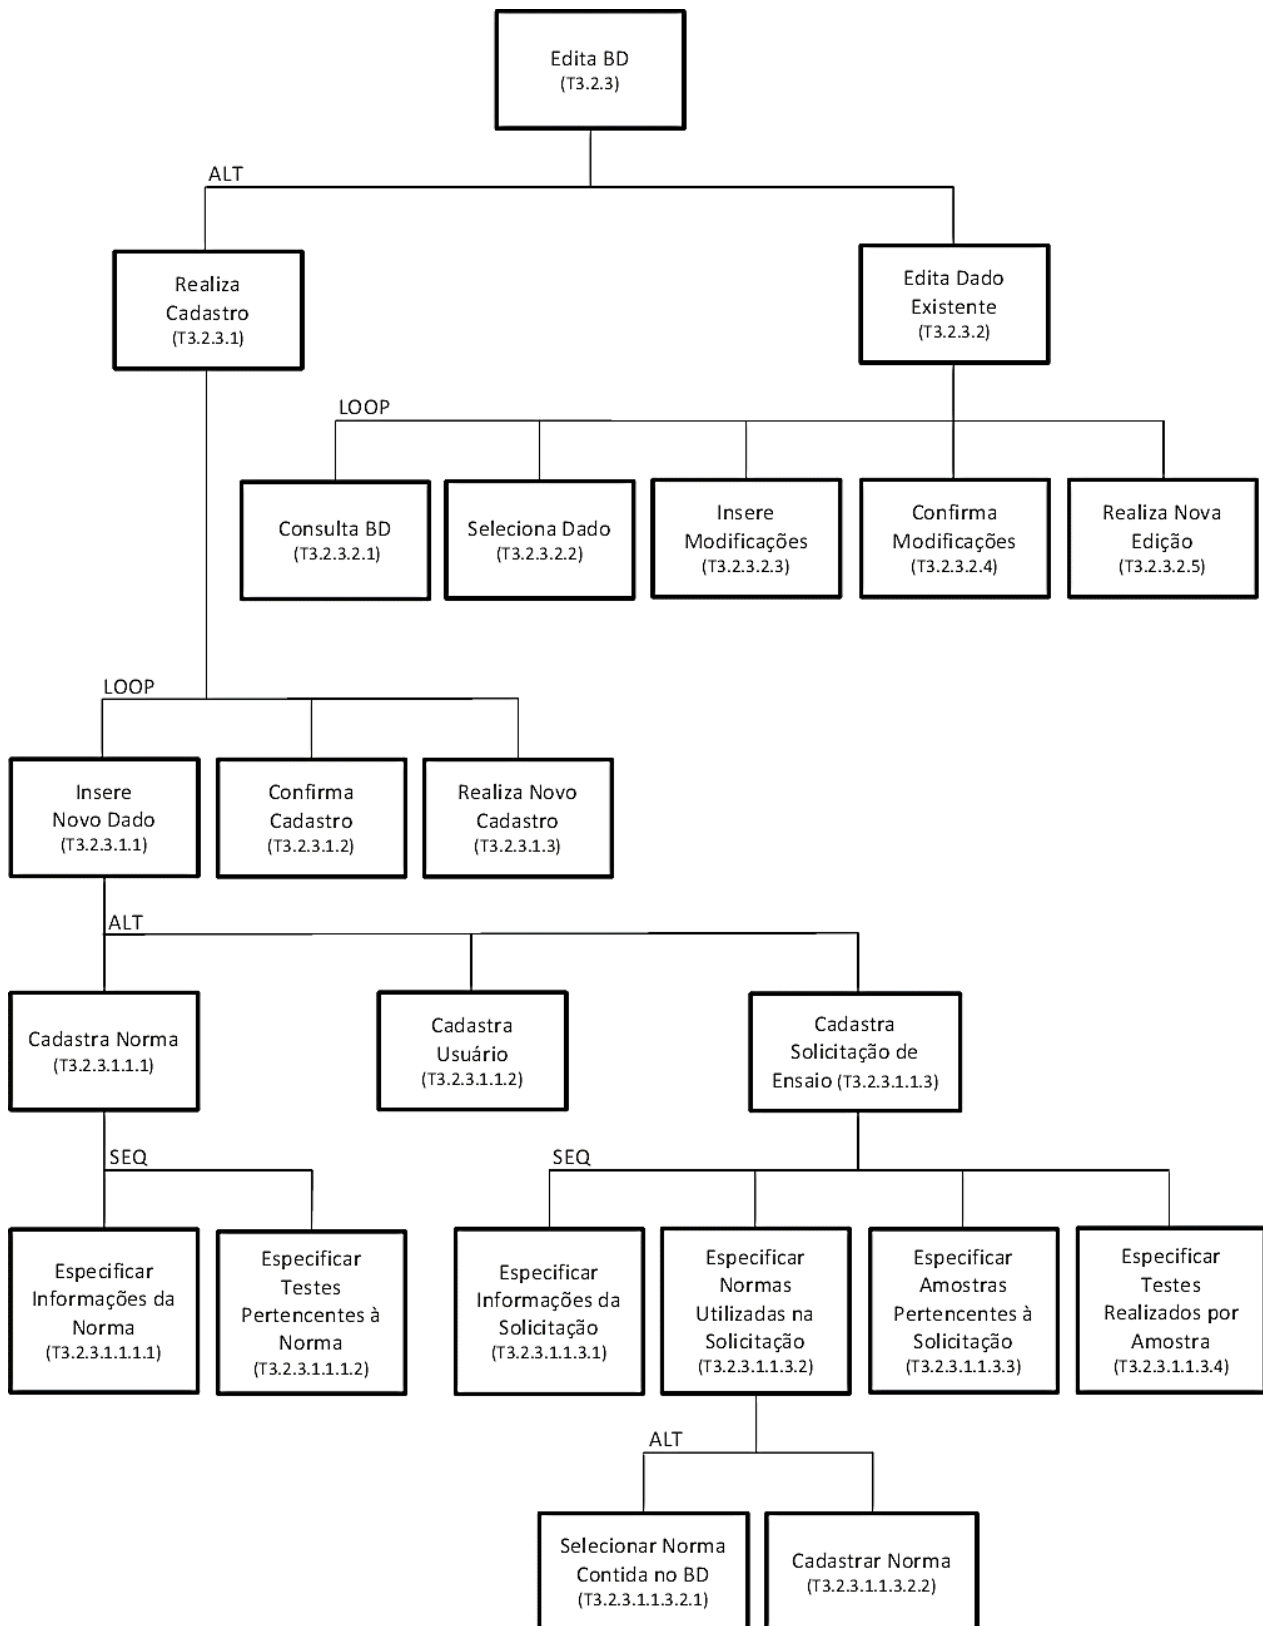 Edita BD
(T3.2.3)
ALT
Realiza
Cadastro
(T3.2.3.1)
Edita Dado
Existente
(T3.2.3.2)
LOOP
Consulta BD
(T3.2.3.2.1)
Seleciona Dado
(T3.2.3.2.2)
Insere
Modificações
(T3.2.3.2.3)
Confirma
Modificações
(T3.2.3.2.4)
Realiza Nova
Edição
(T3.2.3.2.5)
LOOP
Insere
Novo Dado
(T3.2.3.1.1)
Confirma
Cadastro
(T3.2.3.1.2)
Realiza Novo
Cadastro
(T3.2.3.1.3)
ALT
Cadastra Norma
(T3.2.3.1.1.1)
Cadastra
Usuário
(T3.2.3.1.1.2)
Cadastra
Solicitação de
Ensaio (T3.2.3.1.1.3)
SEQ
Especificar
Informações da
Norma
(T3.2.3.1.1.1.1)
Especificar
Testes
Pertencentes à
Norma
(T3.2.3.1.1.1.2)
SEQ
Especificar
Informações da
Solicitação
(T3.2.3.1.1.3.1)
Especificar
Normas
Utilizadas na
Solicitação
(T3.2.3.1.1.3.2)
Especificar
Amostras
Pertencentes à
Solicitação
(T3.2.3.1.1.3.3)
Especificar
Testes
Realizados por
Amostra
(T3.2.3.1.1.3.4)
ALT
Selecionar Norma
Contida no BD
(T3.2.3.1.1.3.2.1)
Cadastrar Norma
(T3.2.3.1.1.3.2.2)